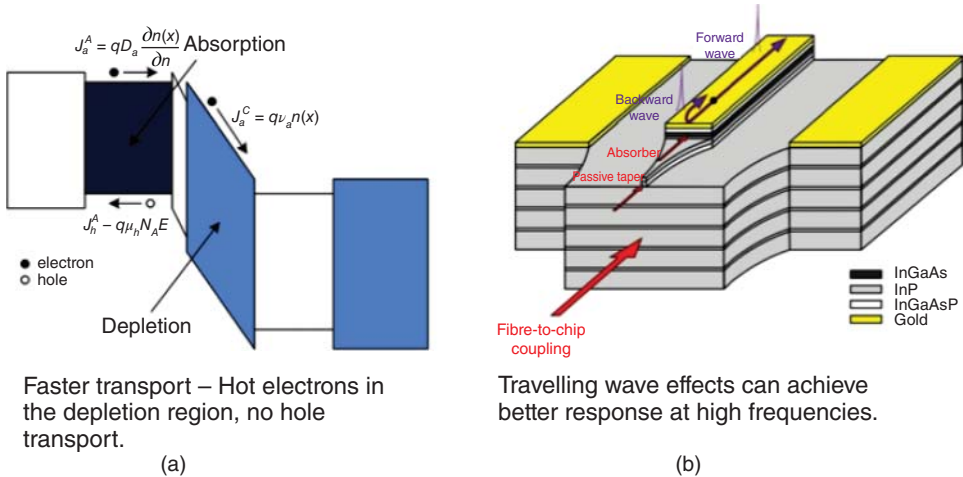 J_a^A = qD_a ∂n(x)/∂n
Absorption
J_a^C = qν_a n(x)
J_h^A – qμ_h N_A E
electron
hole
Depletion
Faster transport – Hot electrons in
the depletion region, no hole
transport.
(a)
Forward
wave
Backward
wave
Absorber
Passive taper
Fibre-to-chip
coupling
InGaAs
InP
InGaAsP
Gold
Travelling wave effects can achieve
better response at high frequencies.
(b)